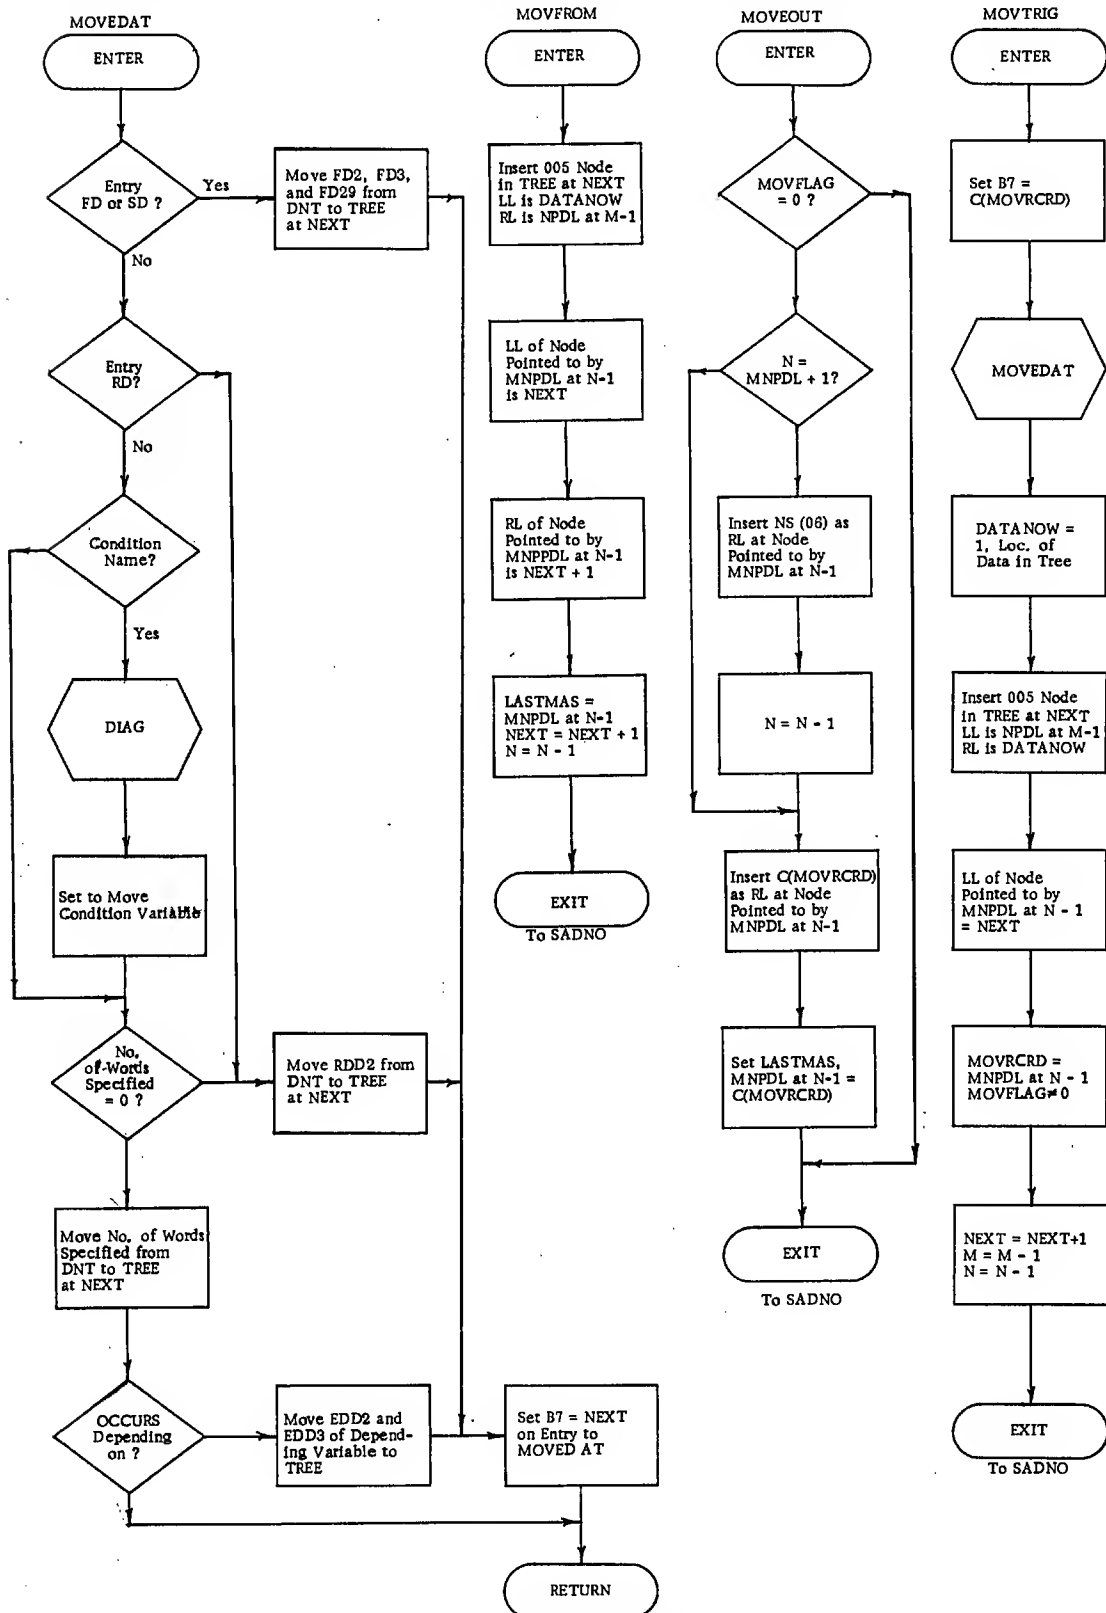 MOVEDAT
ENTER
Entry
FD or SD ?
Yes
Move FD2, FD3,
and FD29 from
DNT to TREE
at NEXT
No
Entry
RD?
No
Condition
Name?
Yes
DIAG
Set to Move
Condition Variable
No.
of-Words
Specified
= 0 ?
Move RDD2 from
DNT to TREE
at NEXT
Move No. of Words
Specified from
DNT to TREE
at NEXT
OCCURS
Depending
on ?
Move EDD2 and
EDD3 of Depend-
ing Variable to
TREE
Set B7 = NEXT
on Entry to
MOVED AT
RETURN
MOVFROM
ENTER
Insert 005 Node
in TREE at NEXT
LL is DATANOW
RL is NPDL at M-1
LL of Node
Pointed to by
MNPDL at N-1
is NEXT
RL of Node
Pointed to by
MNPPDL at N-1
is NEXT + 1
LASTMAS =
MNPDL at N-1
NEXT = NEXT + 1
N = N - 1
EXIT
To SADNO
MOVEOUT
ENTER
MOVFLAG
= 0 ?
N =
MNPDL + 1?
Insert NS (06) as
RL at Node
Pointed to by
MNPDL at N-1
N = N - 1
Insert C(MOVRCRD)
as RL at Node
Pointed to by
MNPDL at N-1
Set LASTMAS,
MNPDL at N-1 =
C(MOVRCRD)
EXIT
To SADNO
MOVTRIG
ENTER
Set B7 =
C(MOVRCRD)
MOVEDAT
DATANOW =
1, Loc. of
Data in Tree
Insert 005 Node
in TREE at NEXT
LL is NPDL at M-1
RL is DATANOW
LL of Node
Pointed to by
MNPDL at N - 1
= NEXT
MOVRCRD =
MNPDL at N - 1
MOVFLAG≠0
NEXT = NEXT+1
M = M - 1
N = N - 1
EXIT
To SADNO